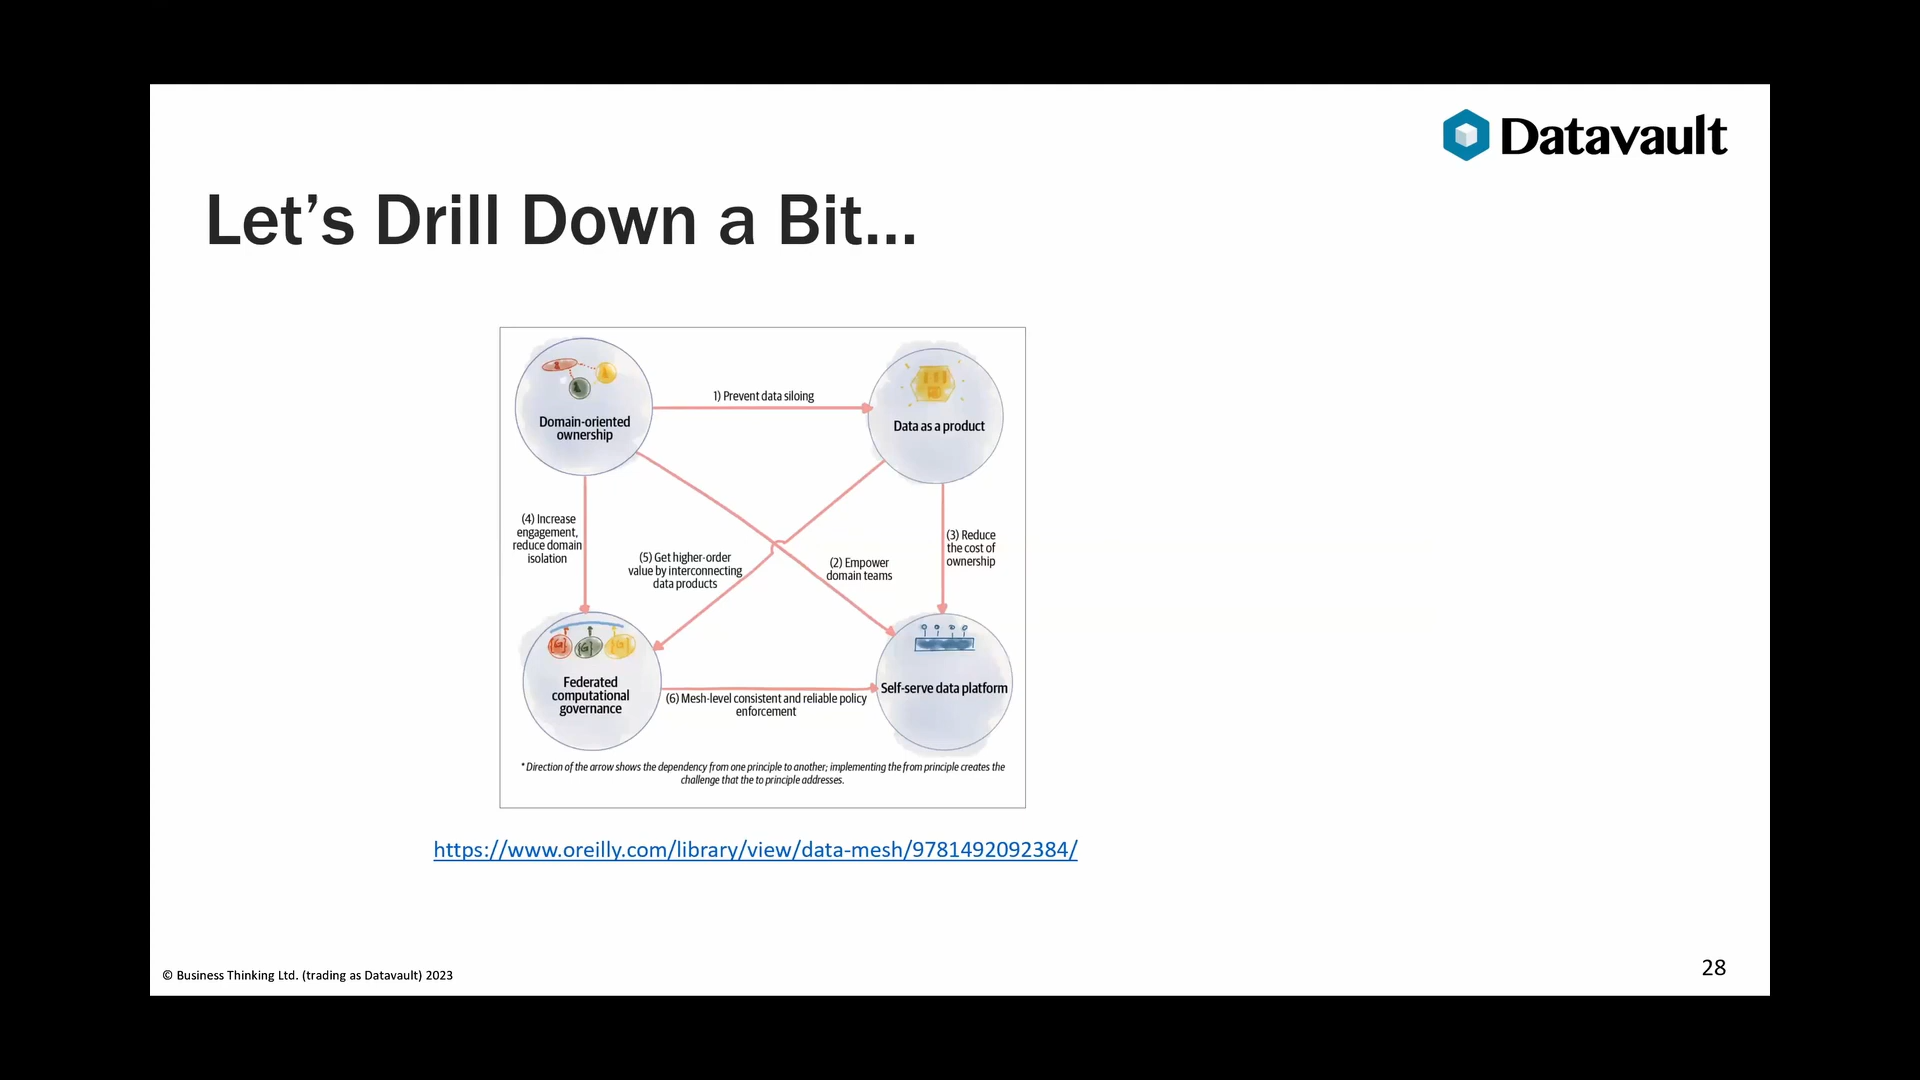 Datavault
Let’s Drill Down a Bit...
Domain-oriented
ownership
1) Prevent data siloing
Data as a product
(4) Increase
engagement,
reduce domain
isolation
(5) Get higher-order
value by interconnecting
data products
(2) Empower
domain teams
(3) Reduce
the cost of
ownership
Federated
computational
governance
(6) Mesh-level consistent and reliable policy
enforcement
Self-serve data platform
* Direction of the arrow shows the dependency from one principle to another; implementing the from principle creates the
challenge that the to principle addresses.
https://www.oreilly.com/library/view/data-mesh/9781492092384/
© Business Thinking Ltd. (trading as Datavault) 2023
28